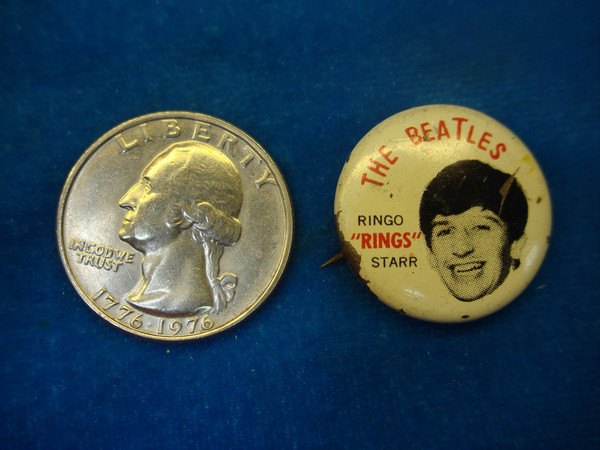 LIBERTY
IN GOD WE
TRUST
1776·1976
THE BEATLES
RINGO
"RINGS"
STARR